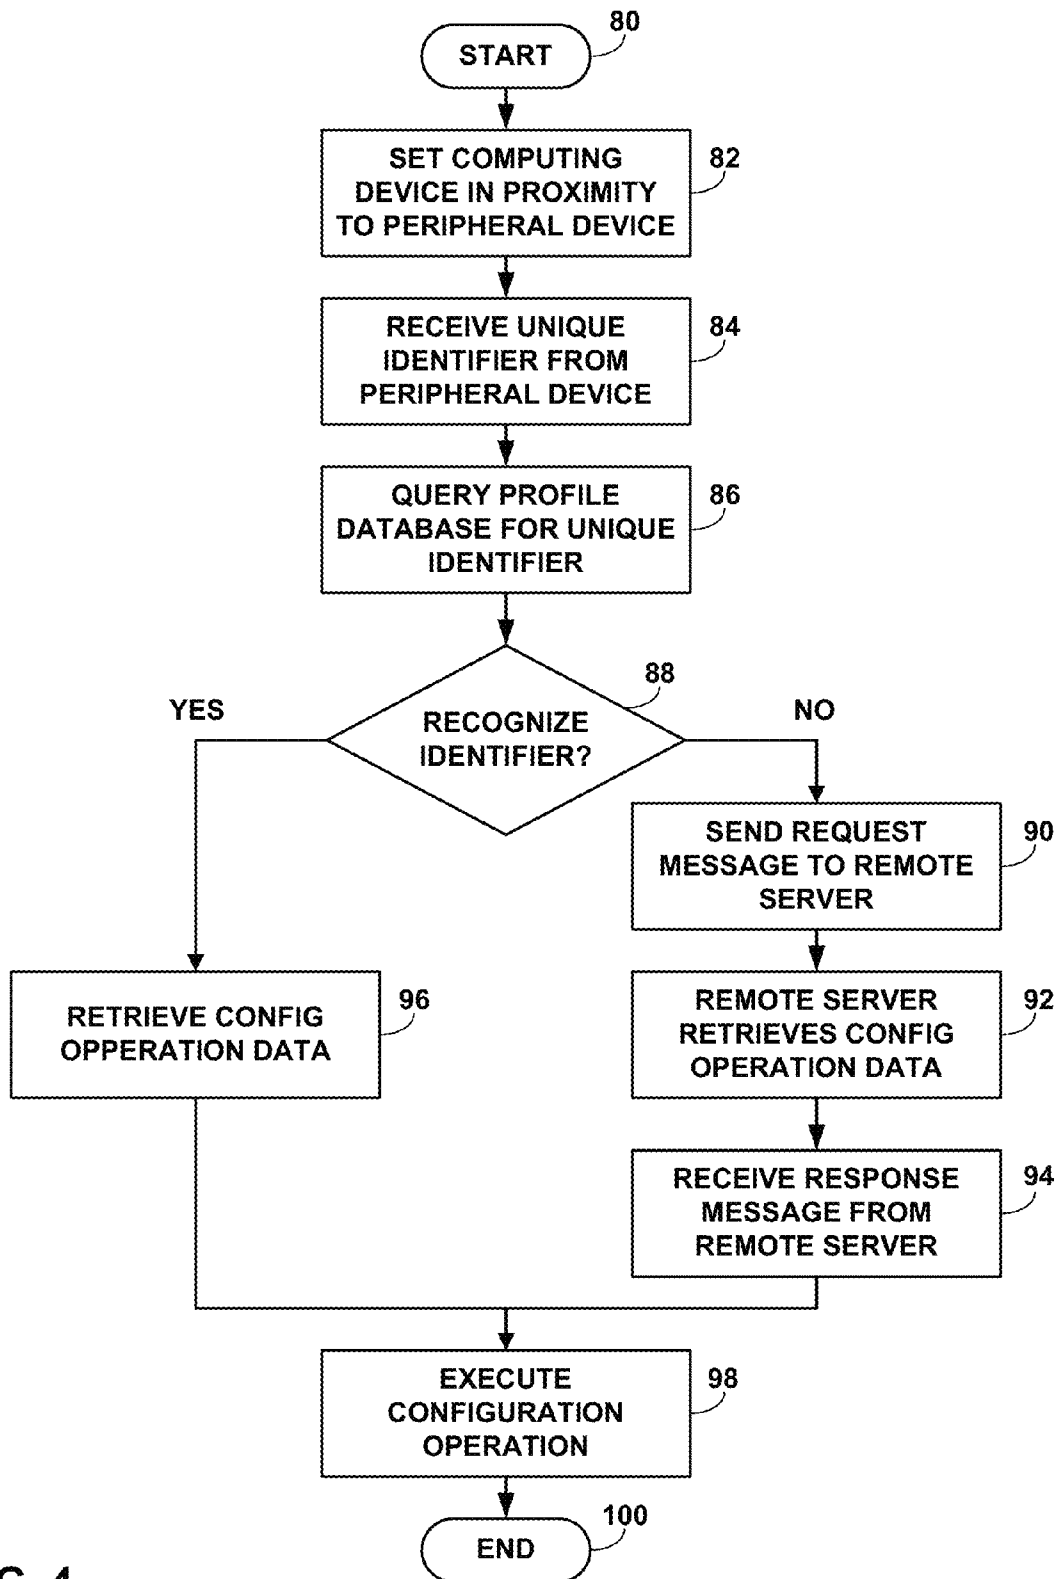 80
START
SET COMPUTING
DEVICE IN PROXIMITY
TO PERIPHERAL DEVICE
82
RECEIVE UNIQUE
IDENTIFIER FROM
PERIPHERAL DEVICE
84
QUERY PROFILE
DATABASE FOR UNIQUE
IDENTIFIER
86
88
YES
RECOGNIZE
IDENTIFIER?
NO
SEND REQUEST
MESSAGE TO REMOTE
SERVER
90
RETRIEVE CONFIG
OPPERATION DATA
96
REMOTE SERVER
RETRIEVES CONFIG
OPERATION DATA
92
RECEIVE RESPONSE
MESSAGE FROM
REMOTE SERVER
94
EXECUTE
CONFIGURATION
OPERATION
98
100
END